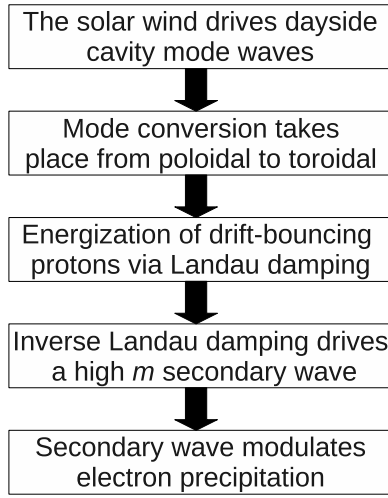 The solar wind drives dayside
cavity mode waves
Mode conversion takes
place from poloidal to toroidal
Energization of drift-bouncing
protons via Landau damping
Inverse Landau damping drives
a high m secondary wave
Secondary wave modulates
electron precipitation